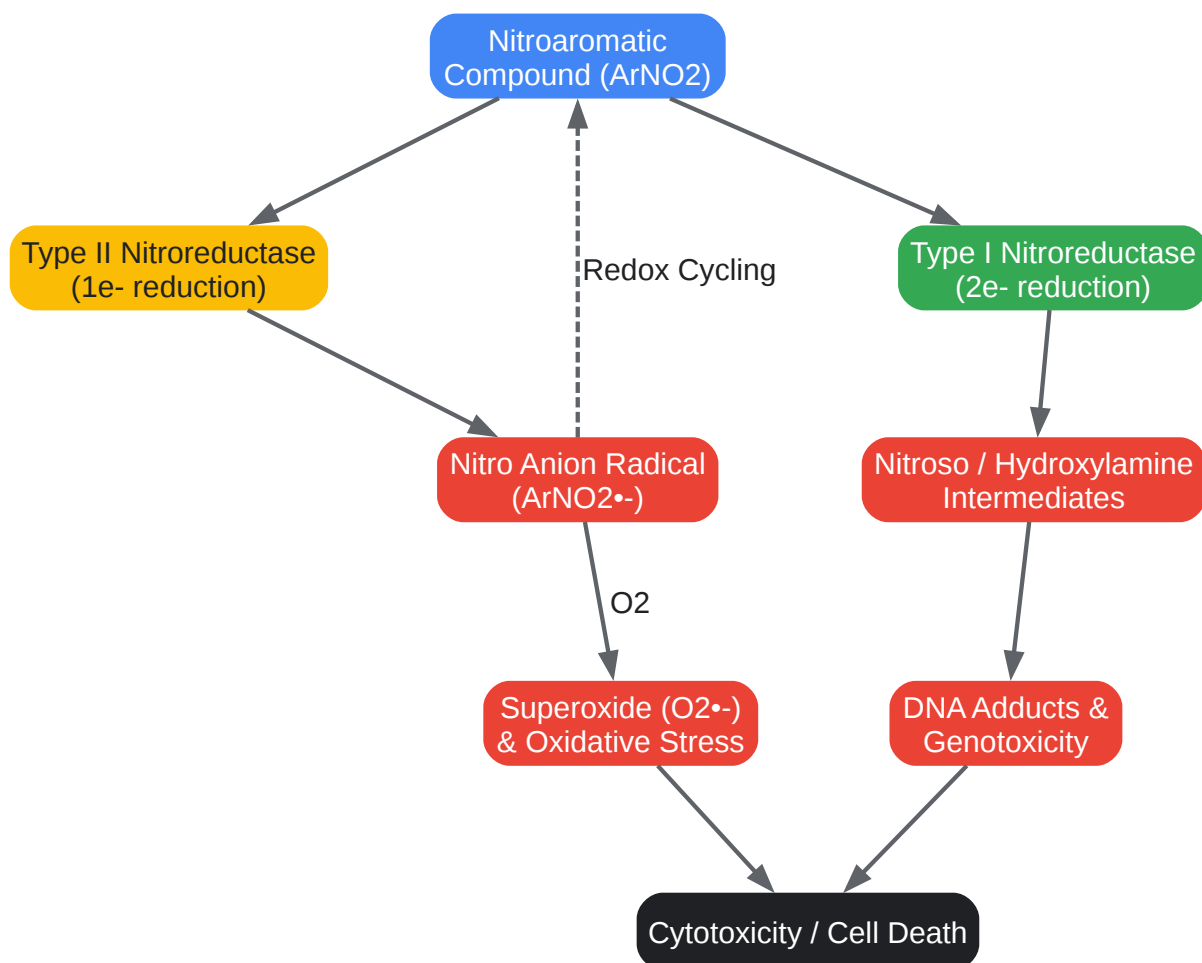 Nitroaromatic
Compound (ArNO2)
Type II Nitroreductase
(1e- reduction)
Redox Cycling
Type I Nitroreductase
(2e- reduction)
Nitro Anion Radical
(ArNO2•-)
Nitroso / Hydroxylamine
Intermediates
O2
Superoxide (O2•-)
& Oxidative Stress
DNA Adducts &
Genotoxicity
Cytotoxicity / Cell Death